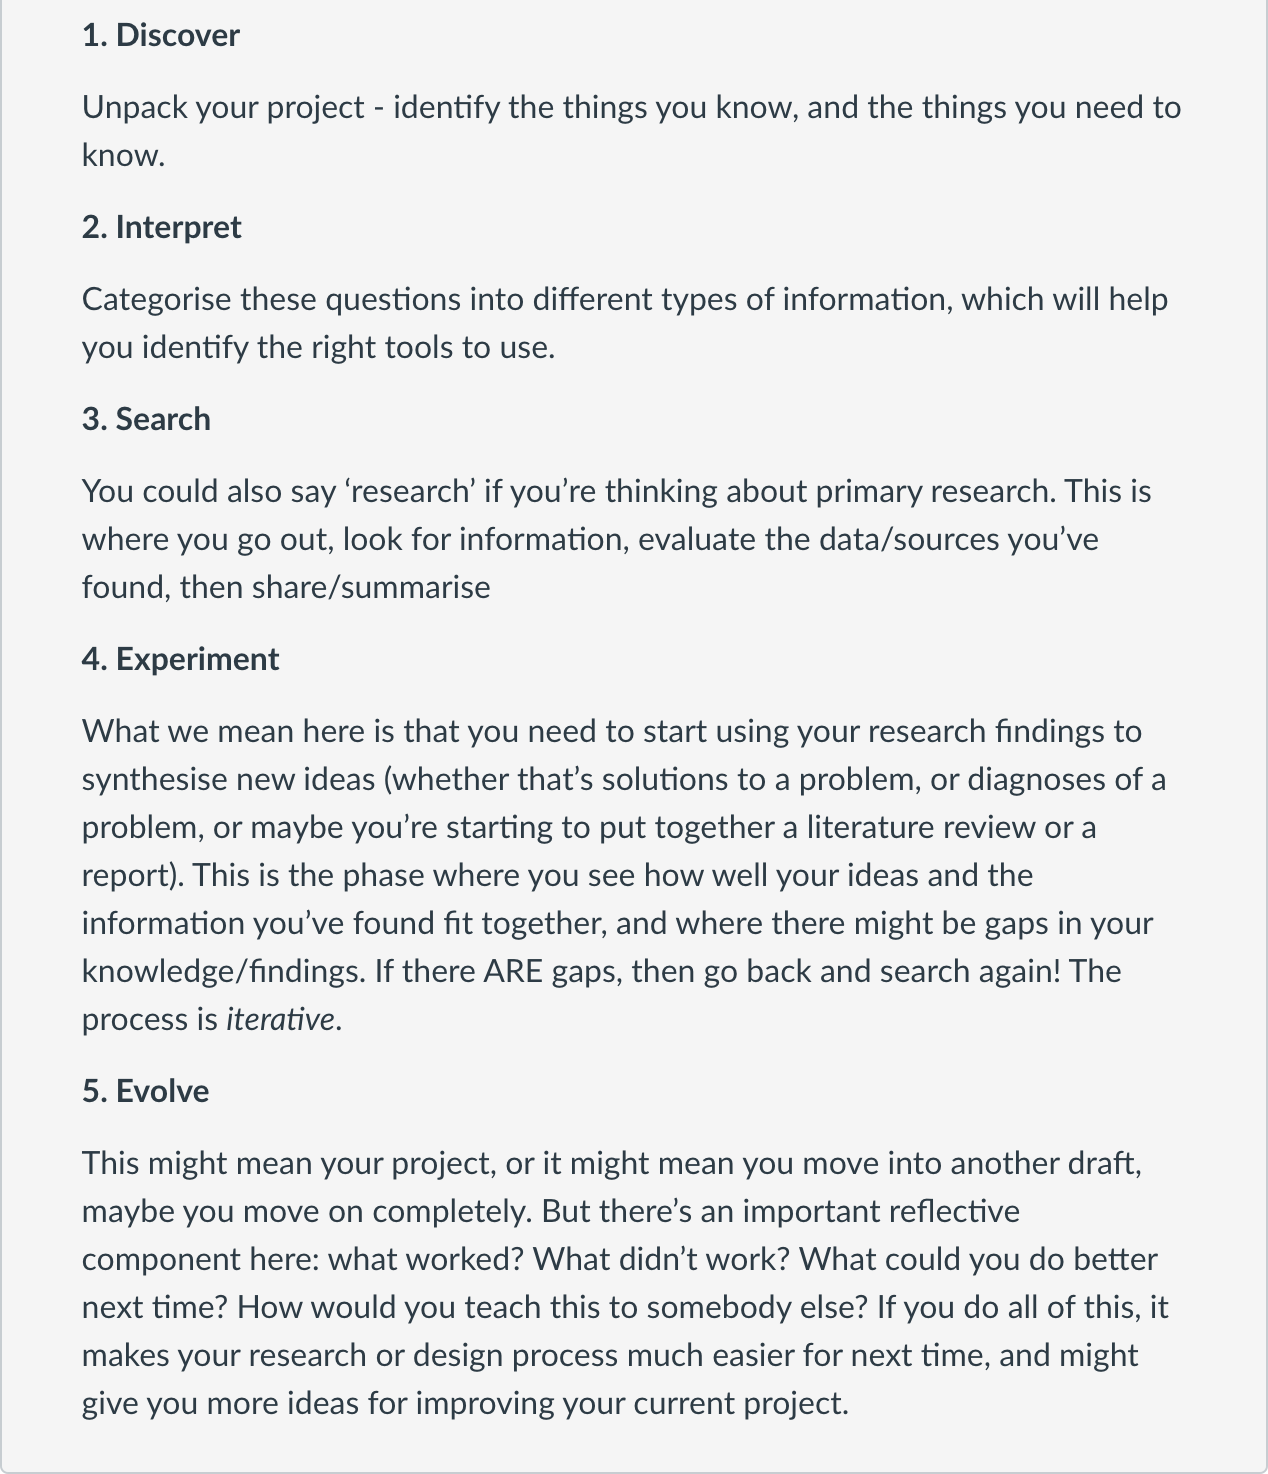 1. Discover
Unpack your project - identify the things you know, and the things you need to
know.
2. Interpret
Categorise these questions into different types of information, which will help
you identify the right tools to use.
3. Search
You could also say ‘research’ if you’re thinking about primary research. This is
where you go out, look for information, evaluate the data/sources you’ve
found, then share/summarise
4. Experiment
What we mean here is that you need to start using your research findings to
synthesise new ideas (whether that’s solutions to a problem, or diagnoses of a
problem, or maybe you’re starting to put together a literature review or a
report). This is the phase where you see how well your ideas and the
information you’ve found fit together, and where there might be gaps in your
knowledge/findings. If there ARE gaps, then go back and search again! The
process is iterative.
5. Evolve
This might mean your project, or it might mean you move into another draft,
maybe you move on completely. But there’s an important reflective
component here: what worked? What didn’t work? What could you do better
next time? How would you teach this to somebody else? If you do all of this, it
makes your research or design process much easier for next time, and might
give you more ideas for improving your current project.